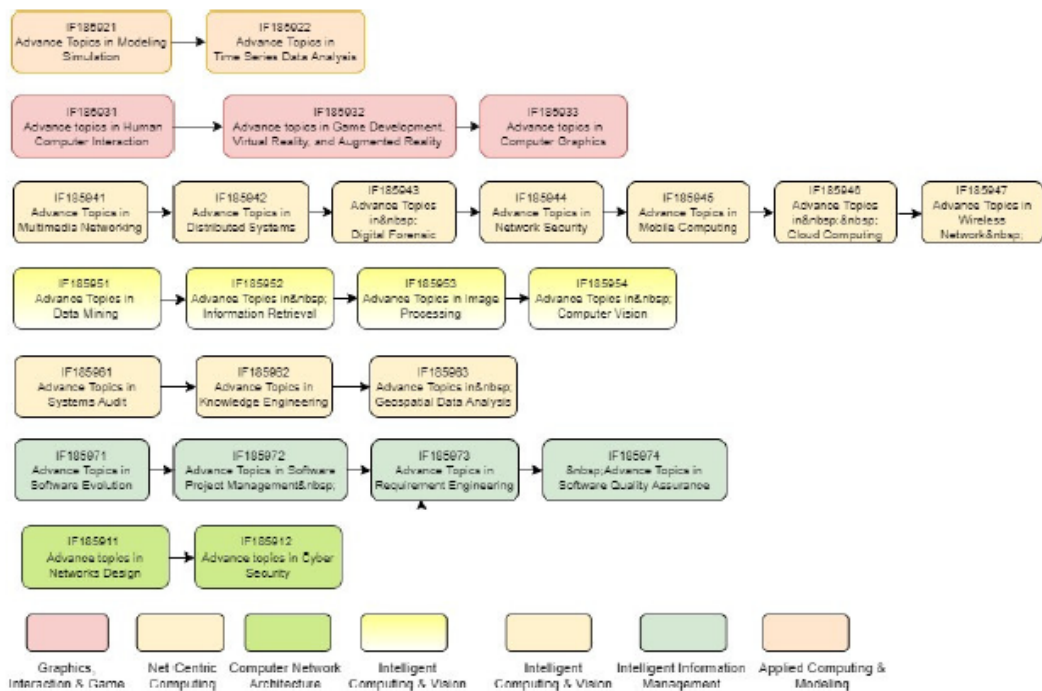 IF185921
Advance Topics in Modeling
Simulation
IF185922
Advance Topics in
Time Series Data Analysis
IF185931
Advance topics in Human
Computer Interaction
IF185932
Advance topics in Game Development,
Virtual Reality, and Augmented Reality
IF185933
Advance topics in
Computer Graphics
IF185941
Advance Topics in
Multimedia Networking
IF185942
Advance Topics in
Distributed Systems
IF185943
Advance Topics
in&nbsp;
Digital Forensic
IF185944
Advance Topics in
Network Security
IF185945
Advance Topics in
Mobile Computing
IF185946
Advance Topics
in&nbsp;&nbsp;
Cloud Computing
IF185947
Advance Topics in
Wireless
Network&nbsp;
IF185951
Advance Topics in
Data Mining
IF185952
Advance Topics in&nbsp;
Information Retrieval
IF185953
Advance Topics in Image
Processing
IF185954
Advance Topics in&nbsp;
Computer Vision
IF185961
Advance Topics in
Systems Audit
IF185962
Advance Topics in
Knowledge Engineering
IF185963
Advance Topics in&nbsp;
Geospatial Data Analysis
IF185971
Advance Topics in
Software Evolution
IF185972
Advance Topics in Software
Project Management&nbsp;
IF185973
Advance Topics in
Requirement Engineering
IF185974
&nbsp;Advance Topics in
Software Quality Assurance
IF185911
Advance topics in
Networks Design
IF185912
Advance topics in Cyber
Security
Graphics,
Interaction & Game
Net Centric
Computing
Computer Network
Architecture
Intelligent
Computing & Vision
Intelligent
Computing & Vision
Intelligent Information
Management
Applied Computing &
Modeling